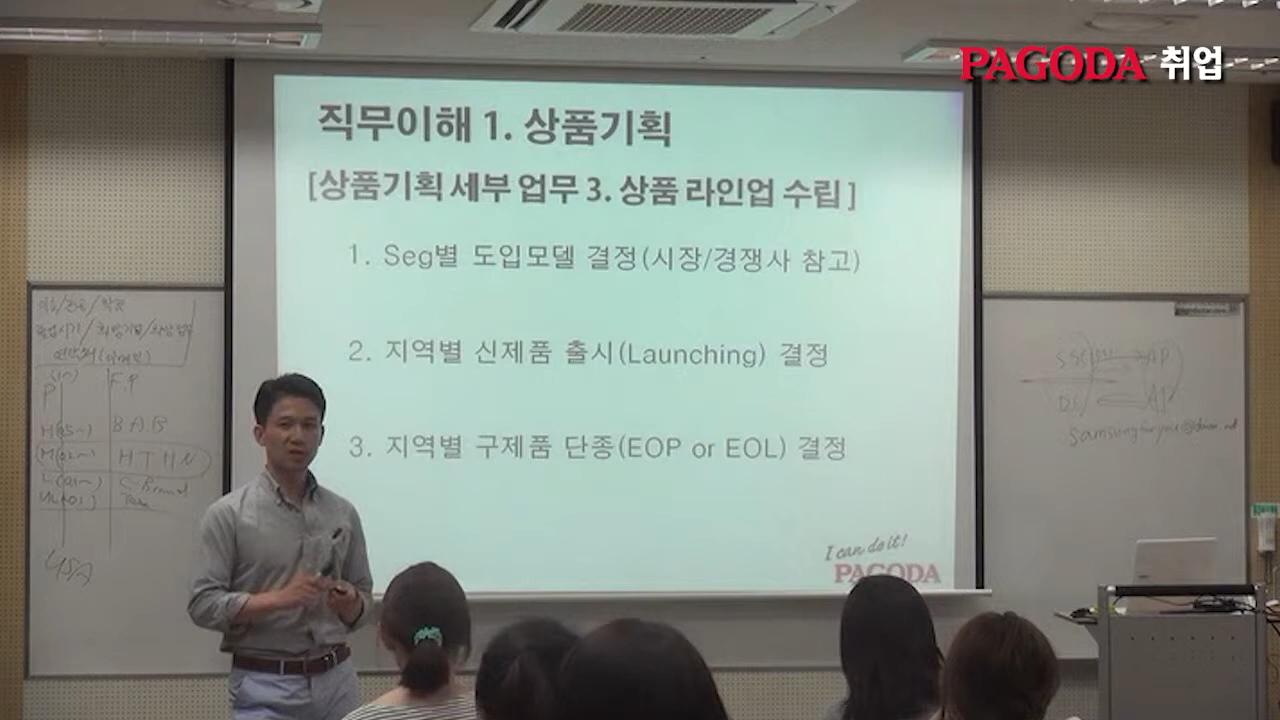 PAGODA 취업
직무이해 1. 상품기획
[상품기획 세부 업무 3. 상품 라인업 수립 ]
1. Seg별 도입모델 결정(시장/경쟁사 참고)
2. 지역별 신제품 출시(Launching) 결정
3. 지역별 구제품 단종(EOP or EOL) 결정
I can do it!
PAGODA
P
F.P
B A B
H T H N
USA
AP